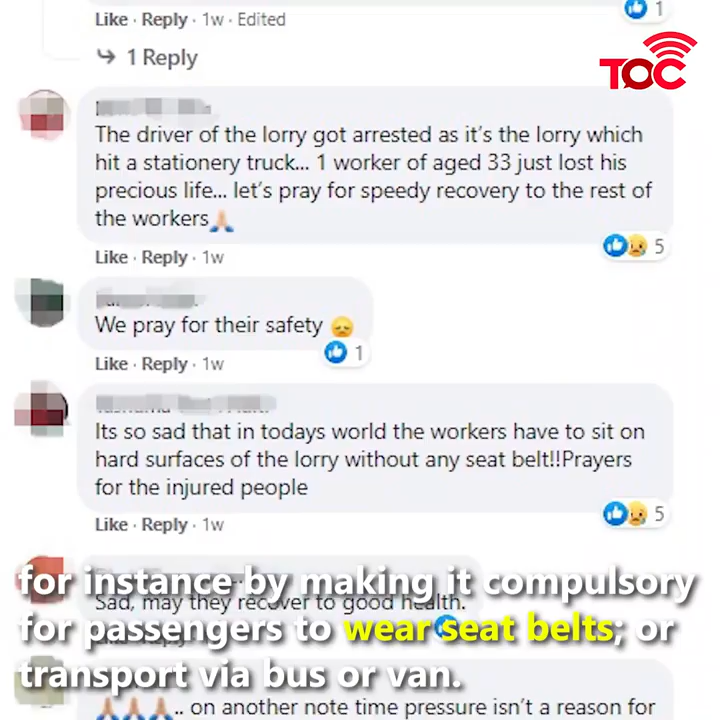 Like · Reply · 1w · Edited
1
1 Reply
TOC
The driver of the lorry got arrested as it's the lorry which
hit a stationery truck... 1 worker of aged 33 just lost his
precious life... let's pray for speedy recovery to the rest of
the workers🙏
5
Like · Reply · 1w
We pray for their safety 😞
1
Like · Reply · 1w
Its so sad that in todays world the workers have to sit on
hard surfaces of the lorry without any seat belt!!Prayers
for the injured people
5
Like · Reply · 1w
for instance by making it compulsory
Sad, may they recover to good health.
for passengers to wear seat belts; or
transport via bus or van.
🙏🙏🙏.. on another note time pressure isn't a reason for